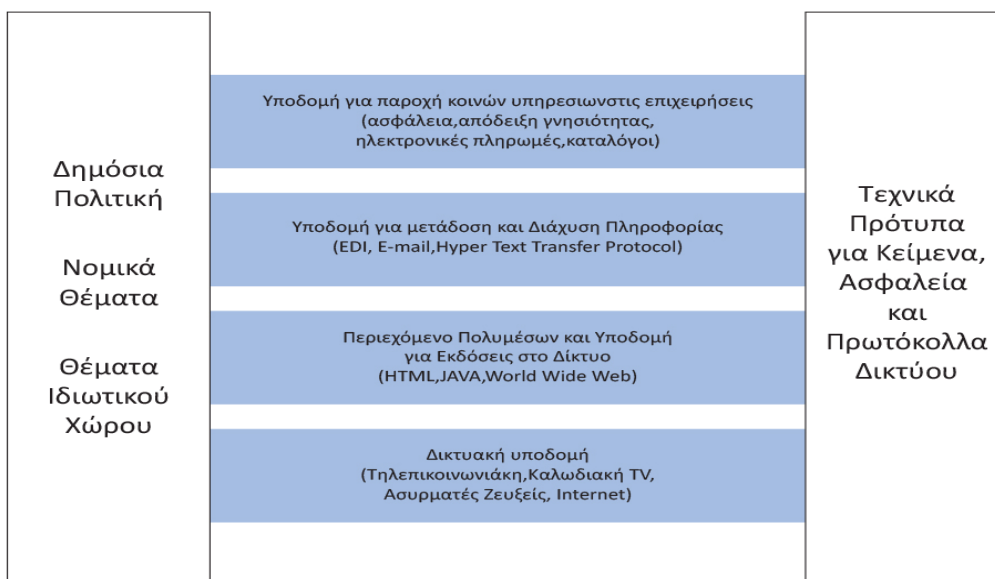 Δημόσια
Πολιτική
Νομικά
Θέματα
Θέματα
Ιδιωτικού
Χώρου
Υποδομή για παροχή κοινών υπηρεσιωνστις επιχειρήσεις
(ασφάλεια,απόδειξη γνησιότητας,
ηλεκτρονικές πληρωμές,καταλόγοι)
Υποδομή για μετάδοση και Διάχυση Πληροφορίας
(EDI, E-mail,Hyper Text Transfer Protocol)
Περιεχόμενο Πολυμέσων και Υποδομή
για Εκδόσεις στο Δίκτυο
(HTML,JAVA,World Wide Web)
Δικτυακή υποδομή
(Τηλεπικοινωνιάκη,Καλωδιακή TV,
Ασυρματές Ζευξείς, Internet)
Τεχνικά
Πρότυπα
για Κείμενα,
Ασφαλεία
και
Πρωτόκολλα
Δικτύου